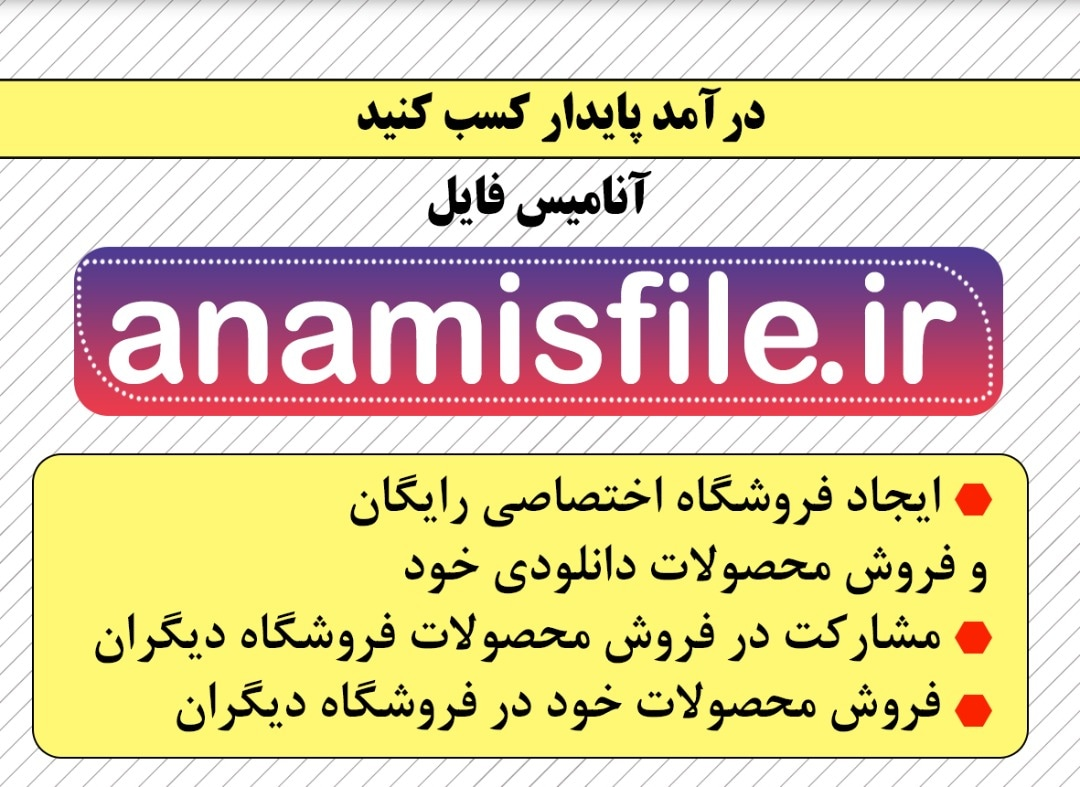 درآمد پایدار کسب کنید
آنامیس فایل
anamisfile.ir
ایجاد فروشگاه اختصاصی رایگان
و فروش محصولات دانلودی خود
مشارکت در فروش محصولات فروشگاه دیگران
فروش محصولات خود در فروشگاه دیگران